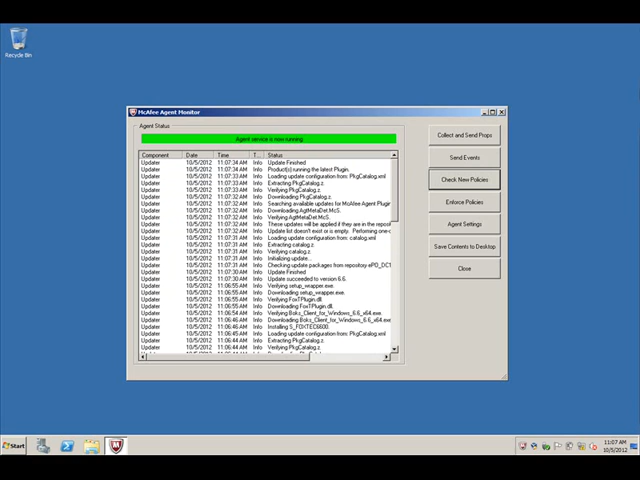 Recycle Bin
McAfee Agent Monitor
Agent Status
Agent service is now running
Component Date Time T... Status
Updater 10/5/2012 11:07:34 AM Info Update Finished
Updater 10/5/2012 11:07:34 AM Info Product(s) running the latest Plugin.
Updater 10/5/2012 11:07:33 AM Info Loading update configuration from: PkgCatalog.xml
Updater 10/5/2012 11:07:33 AM Info Extracting PkgCatalog.z
Updater 10/5/2012 11:07:33 AM Info Verifying PkgCatalog.z.
Updater 10/5/2012 11:07:32 AM Info Downloading PkgCatalog.z.
Updater 10/5/2012 11:07:32 AM Info Searching available updates for McAfee Agent Plugin
Updater 10/5/2012 11:07:32 AM Info Downloading AgtMetaDet.McS.
Updater 10/5/2012 11:07:32 AM Info Verifying AgtMetaDet.McS.
Updater 10/5/2012 11:07:32 AM Info These updates will be applied if they are in the reposit
Updater 10/5/2012 11:07:32 AM Info Update list doesn't exist or is empty. Performing one-c
Updater 10/5/2012 11:07:31 AM Info Loading update configuration from: catalog.xml
Updater 10/5/2012 11:07:31 AM Info Extracting catalog.z
Updater 10/5/2012 11:07:31 AM Info Verifying catalog.z.
Updater 10/5/2012 11:07:31 AM Info Initializing update...
Updater 10/5/2012 11:07:31 AM Info Checking update packages from repository ePO_DC1
Updater 10/5/2012 11:07:30 AM Info Update Finished
Updater 10/5/2012 11:07:30 AM Info Update succeeded to version 6.6.
Updater 10/5/2012 11:06:55 AM Info Verifying setup_wrapper.exe.
Updater 10/5/2012 11:06:55 AM Info Downloading setup_wrapper.exe.
Updater 10/5/2012 11:06:55 AM Info Verifying FoxTPlugin.dll.
Updater 10/5/2012 11:06:55 AM Info Downloading FoxTPlugin.dll.
Updater 10/5/2012 11:06:54 AM Info Verifying Boks_Client_for_Windows_6.6_x64.exe.
Updater 10/5/2012 11:06:46 AM Info Downloading Boks_Client_for_Windows_6.6_x64.exe
Updater 10/5/2012 11:06:46 AM Info Installing S_FOXTEC6600.
Updater 10/5/2012 11:06:45 AM Info Loading update configuration from: PkgCatalog.xml
Updater 10/5/2012 11:06:44 AM Info Extracting PkgCatalog.z
Updater 10/5/2012 11:06:44 AM Info Verifying PkgCatalog.z.
Collect and Send Props
Send Events
Check New Policies
Enforce Policies
Agent Settings
Save Contents to Desktop
Close
Start
11:07 AM
10/5/2012